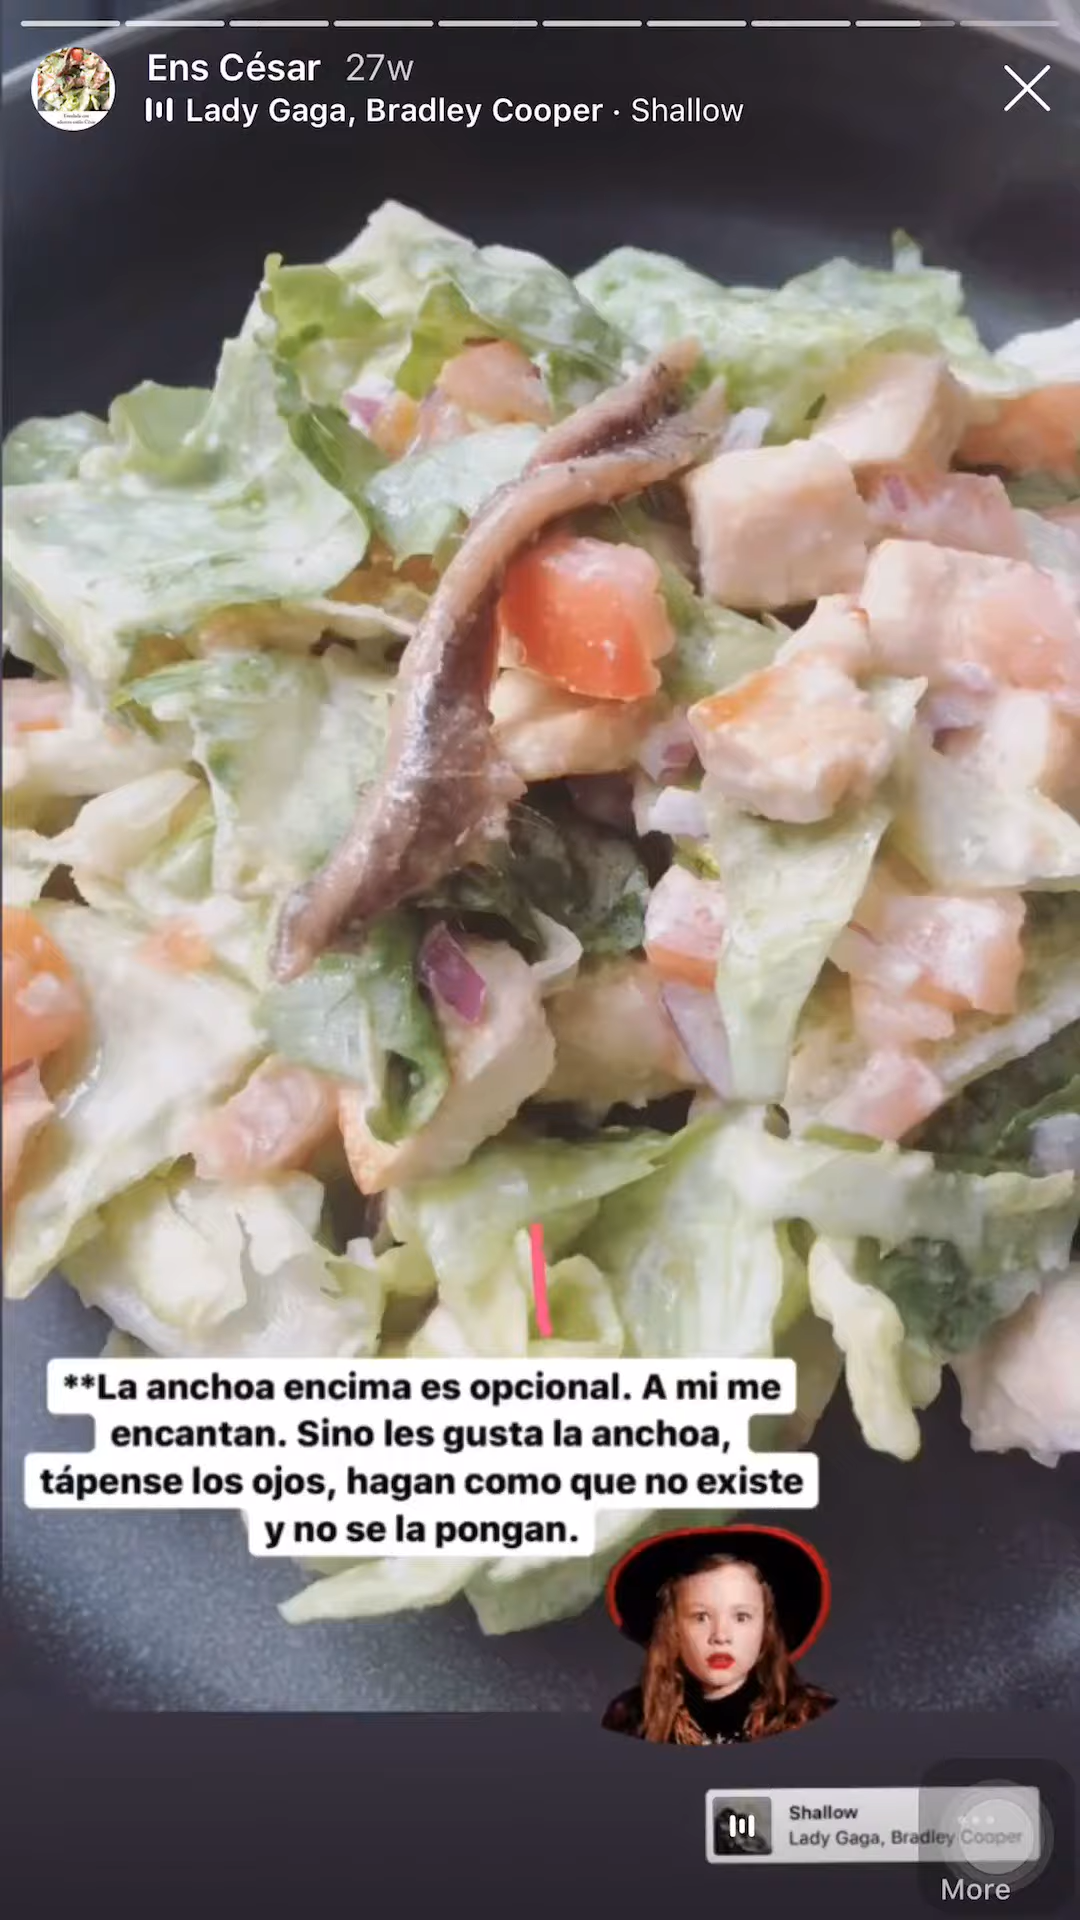 Ens César 27w
Lady Gaga, Bradley Cooper · Shallow
**La anchoa encima es opcional. A mi me
encantan. Sino les gusta la anchoa,
tápense los ojos, hagan como que no existe
y no se la pongan.
Shallow
Lady Gaga, Bradley Cooper
More